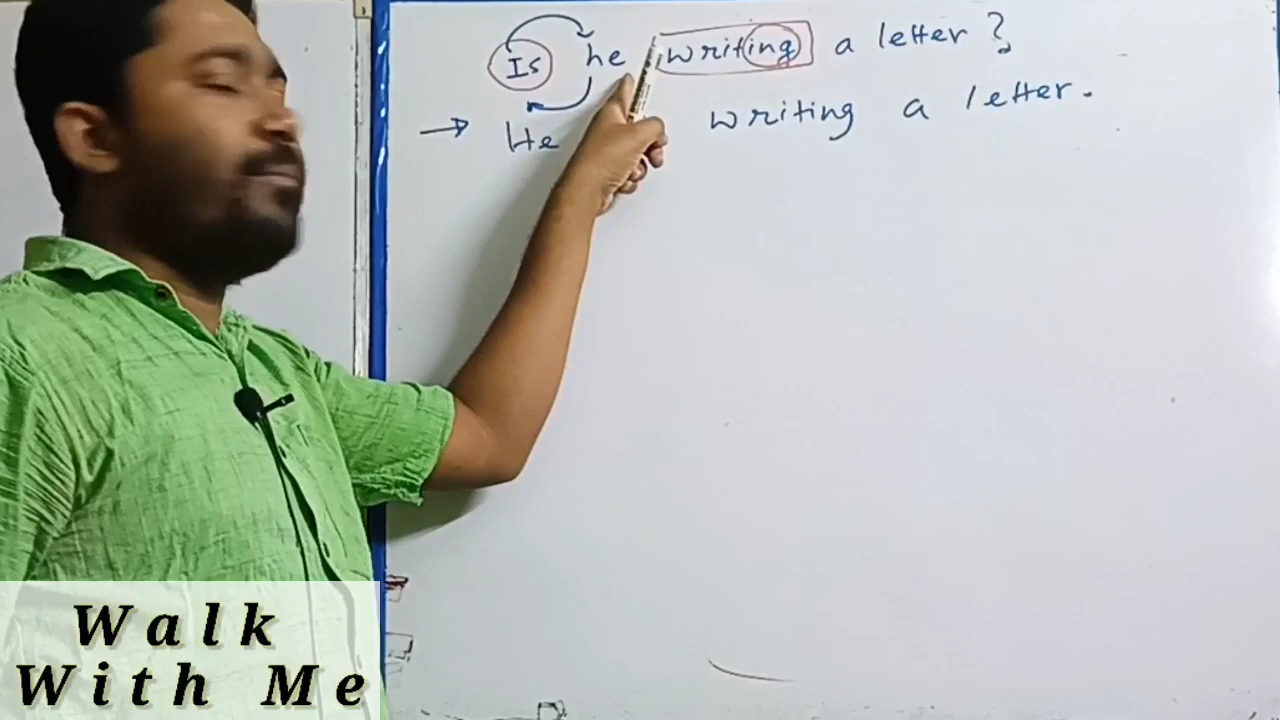 Is he writing a letter?
He writing a letter.
Walk
With Me